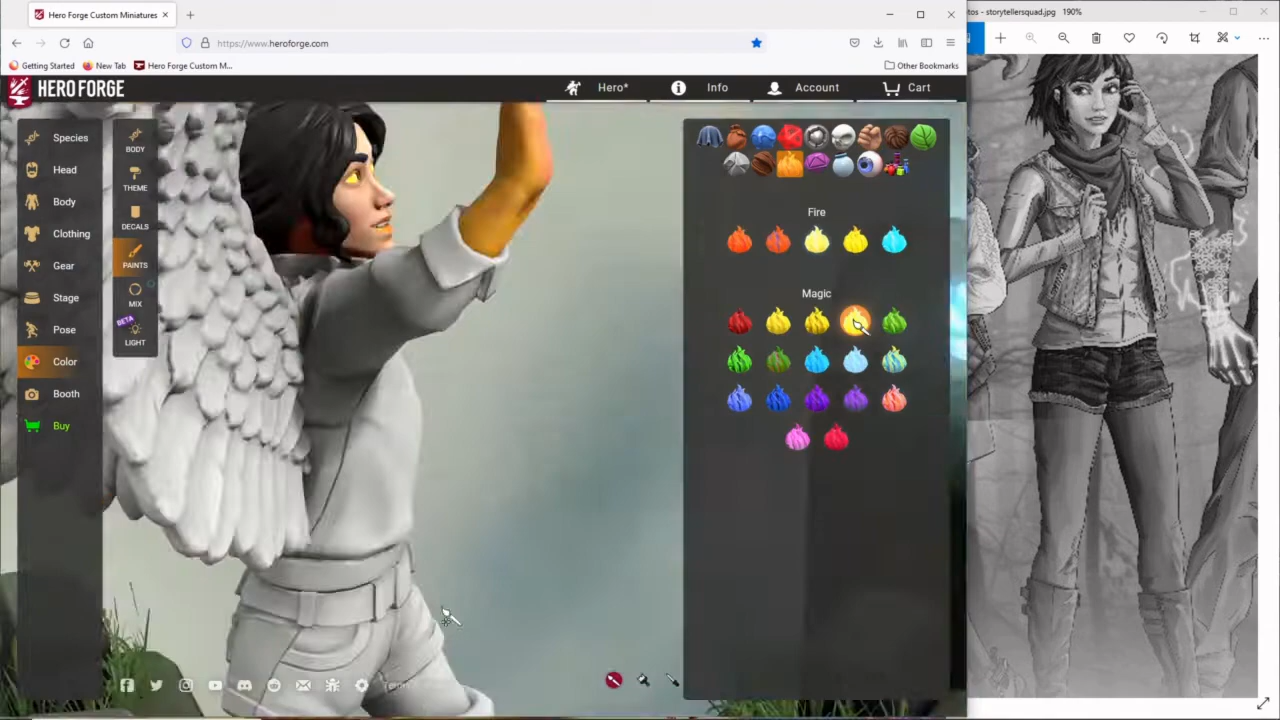 Hero Forge Custom Miniatures
tos - storytellersquad.jpg 190%
https://www.heroforge.com
Getting Started
New Tab
Hero Forge Custom M...
Other Bookmarks
HERO FORGE
Hero*
Info
Account
Cart
Species
Head
Body
Clothing
Gear
Stage
Pose
Color
Booth
Buy
BODY
THEME
DECALS
PAINTS
MIX
BETA
LIGHT
Fire
Magic